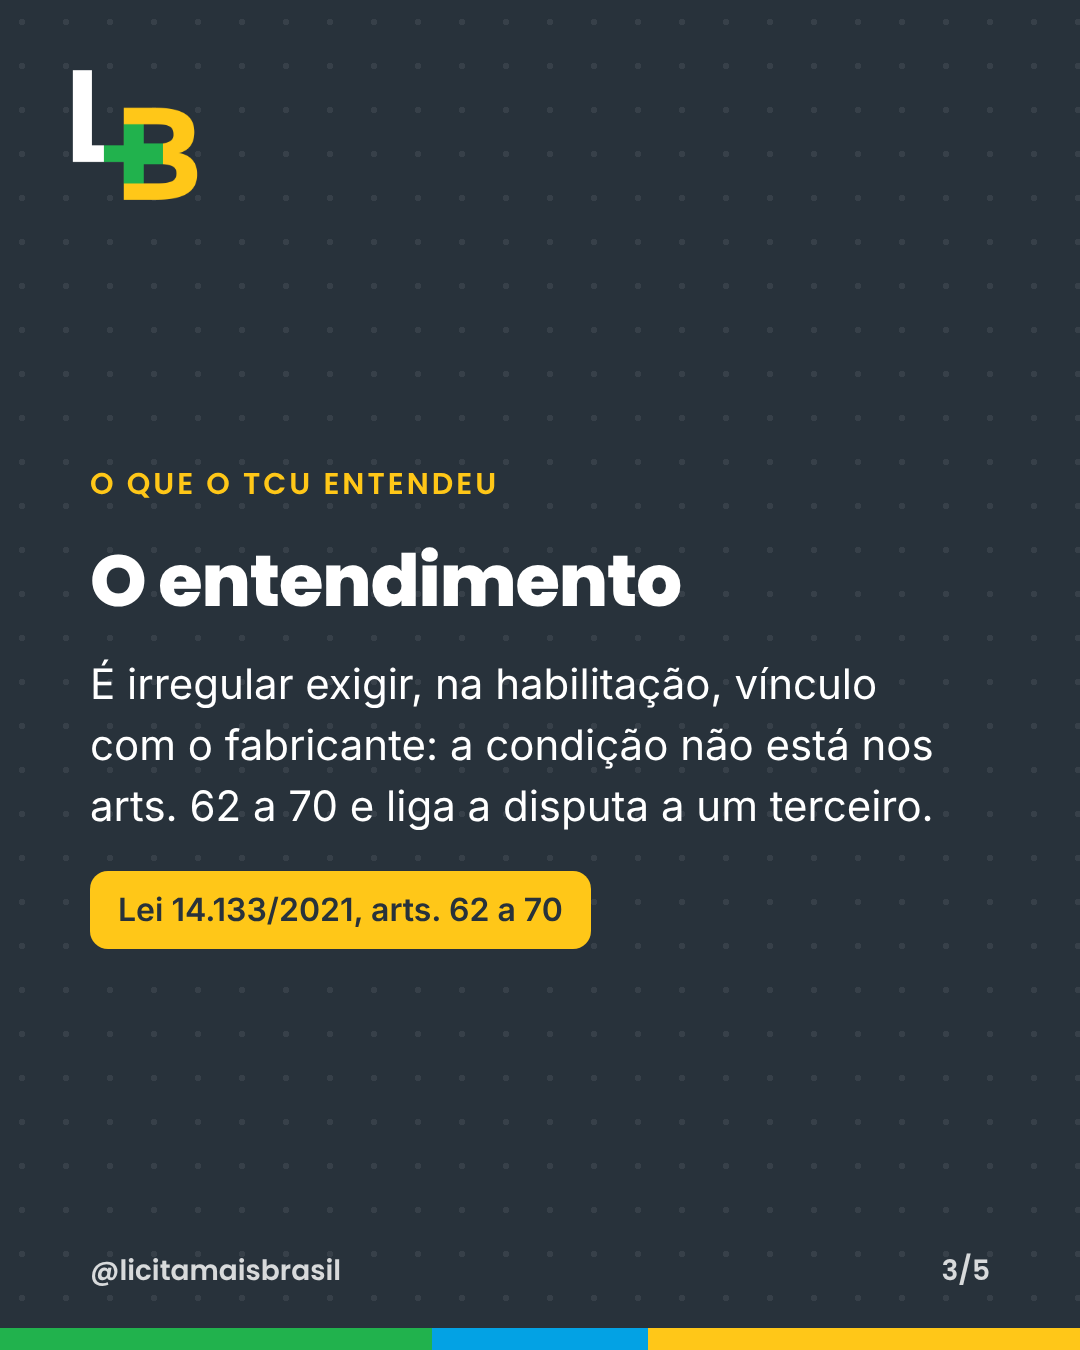 L+B
O QUE O TCU ENTENDEU
O entendimento
É irregular exigir, na habilitação, vínculo
com o fabricante: a condição não está nos
arts. 62 a 70 e liga a disputa a um terceiro.
Lei 14.133/2021, arts. 62 a 70
@licitamaisbrasil
3/5